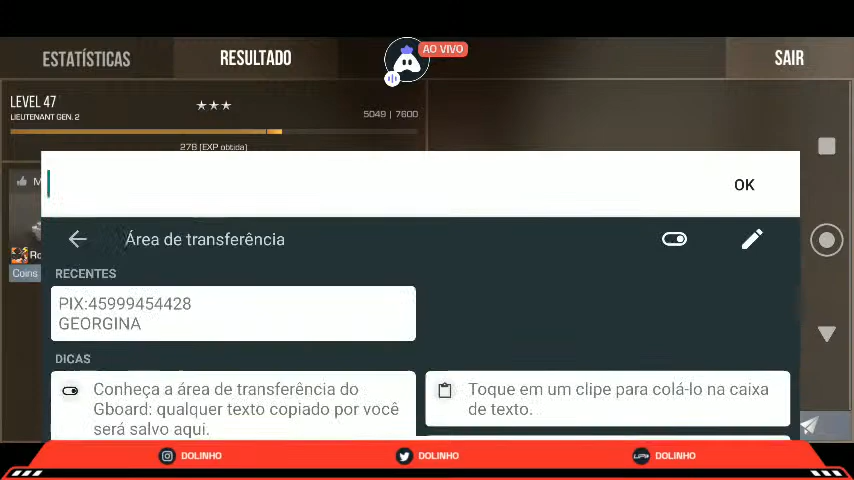 ESTATÍSTICAS
RESULTADO
AO VIVO
SAIR
LEVEL 47
LIEUTENANT GEN. 2
5049 | 7600
276 [EXP obtida]
M
OK
Área de transferência
RECENTES
PIX:45999454428
GEORGINA
Ro
Coins
DICAS
Conheça a área de transferência do
Gboard: qualquer texto copiado por você
será salvo aqui.
Toque em um clipe para colá-lo na caixa
de texto.
DOLINHO
DOLINHO
DOLINHO